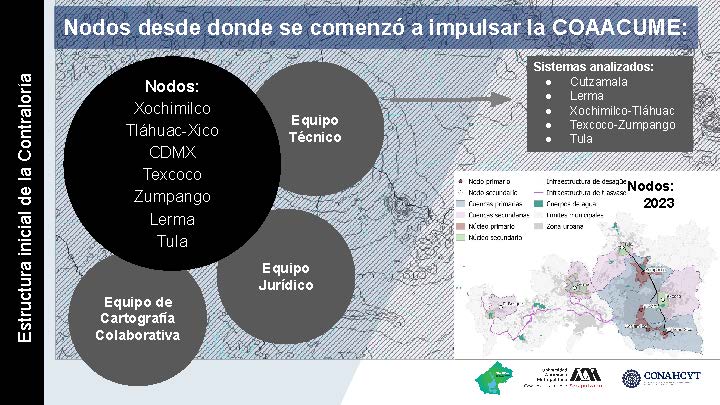 Nodos desde donde se comenzó a impulsar la COAACUME:
Estructura inicial de la Contraloría
Nodos:
Xochimilco
Tláhuac-Xico
CDMX
Texcoco
Zumpango
Lerma
Tula
Equipo
Técnico
Equipo
Jurídico
Equipo de
Cartografía
Colaborativa
Sistemas analizados:
● Cutzamala
● Lerma
● Xochimilco-Tláhuac
● Texcoco-Zumpango
● Tula
Nodo primario
Nodo secundario
Cuencas primarias
Cuencas secundarias
Núcleo primario
Núcleo secundario
Infraestructura de desagüe
Infraestructura de trasvase
Cuerpos de agua
Límites municipales
Zona urbana
Nodos:
2023
Universidad
Autónoma
Metropolitana
CONAHCYT